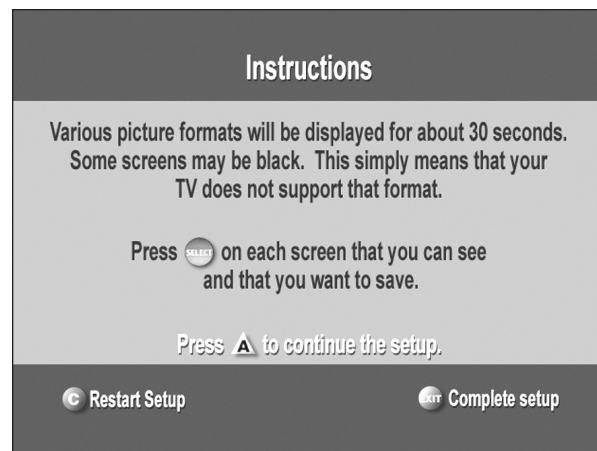 Instructions
Various picture formats will be displayed for about 30 seconds.
Some screens may be black. This simply means that your
TV does not support that format.
Press SELECT on each screen that you can see
and that you want to save.
Press A to continue the setup.
C Restart Setup
EXIT Complete setup